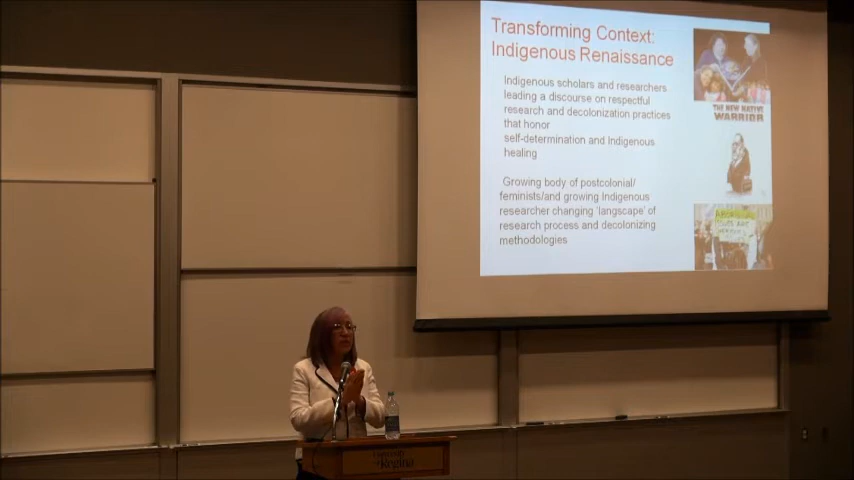 Transforming Context:
Indigenous Renaissance
Indigenous scholars and researchers
leading a discourse on respectful
research and decolonization practices
that honor
self-determination and Indigenous
healing
Growing body of postcolonial/
feminists/and growing Indigenous
researcher changing ‘langscape’ of
research process and decolonizing
methodologies
THE NEW NATIVE
WARRIOR
Regina